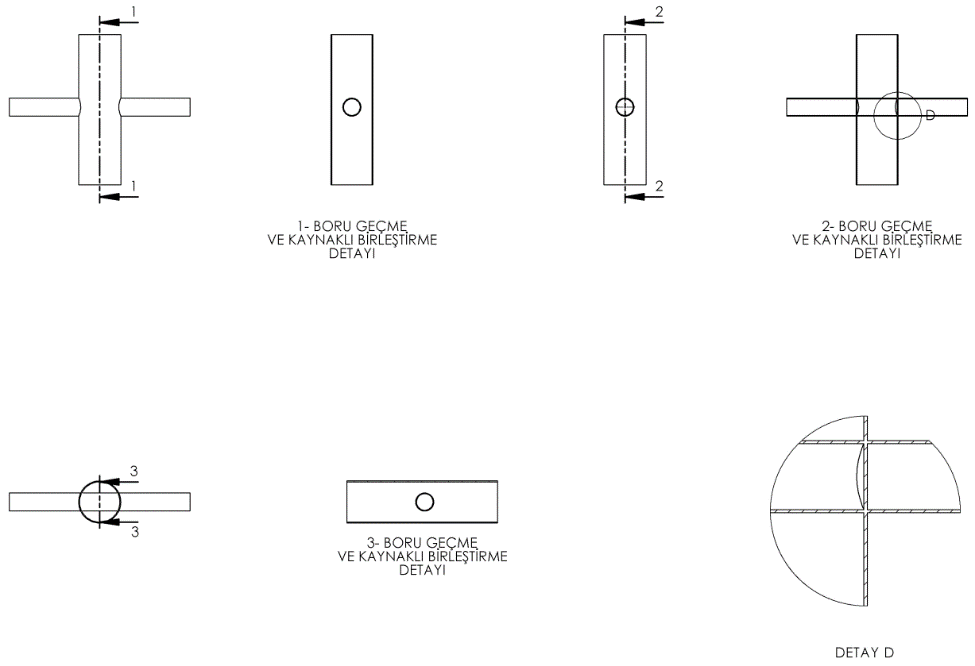 1
1
1- BORU GEÇME
VE KAYNAKLI BİRLEŞTİRME
DETAYI
2
2
D
2- BORU GEÇME
VE KAYNAKLI BİRLEŞTİRME
DETAYI
3
3
3- BORU GEÇME
VE KAYNAKLI BİRLEŞTİRME
DETAYI
DETAY D